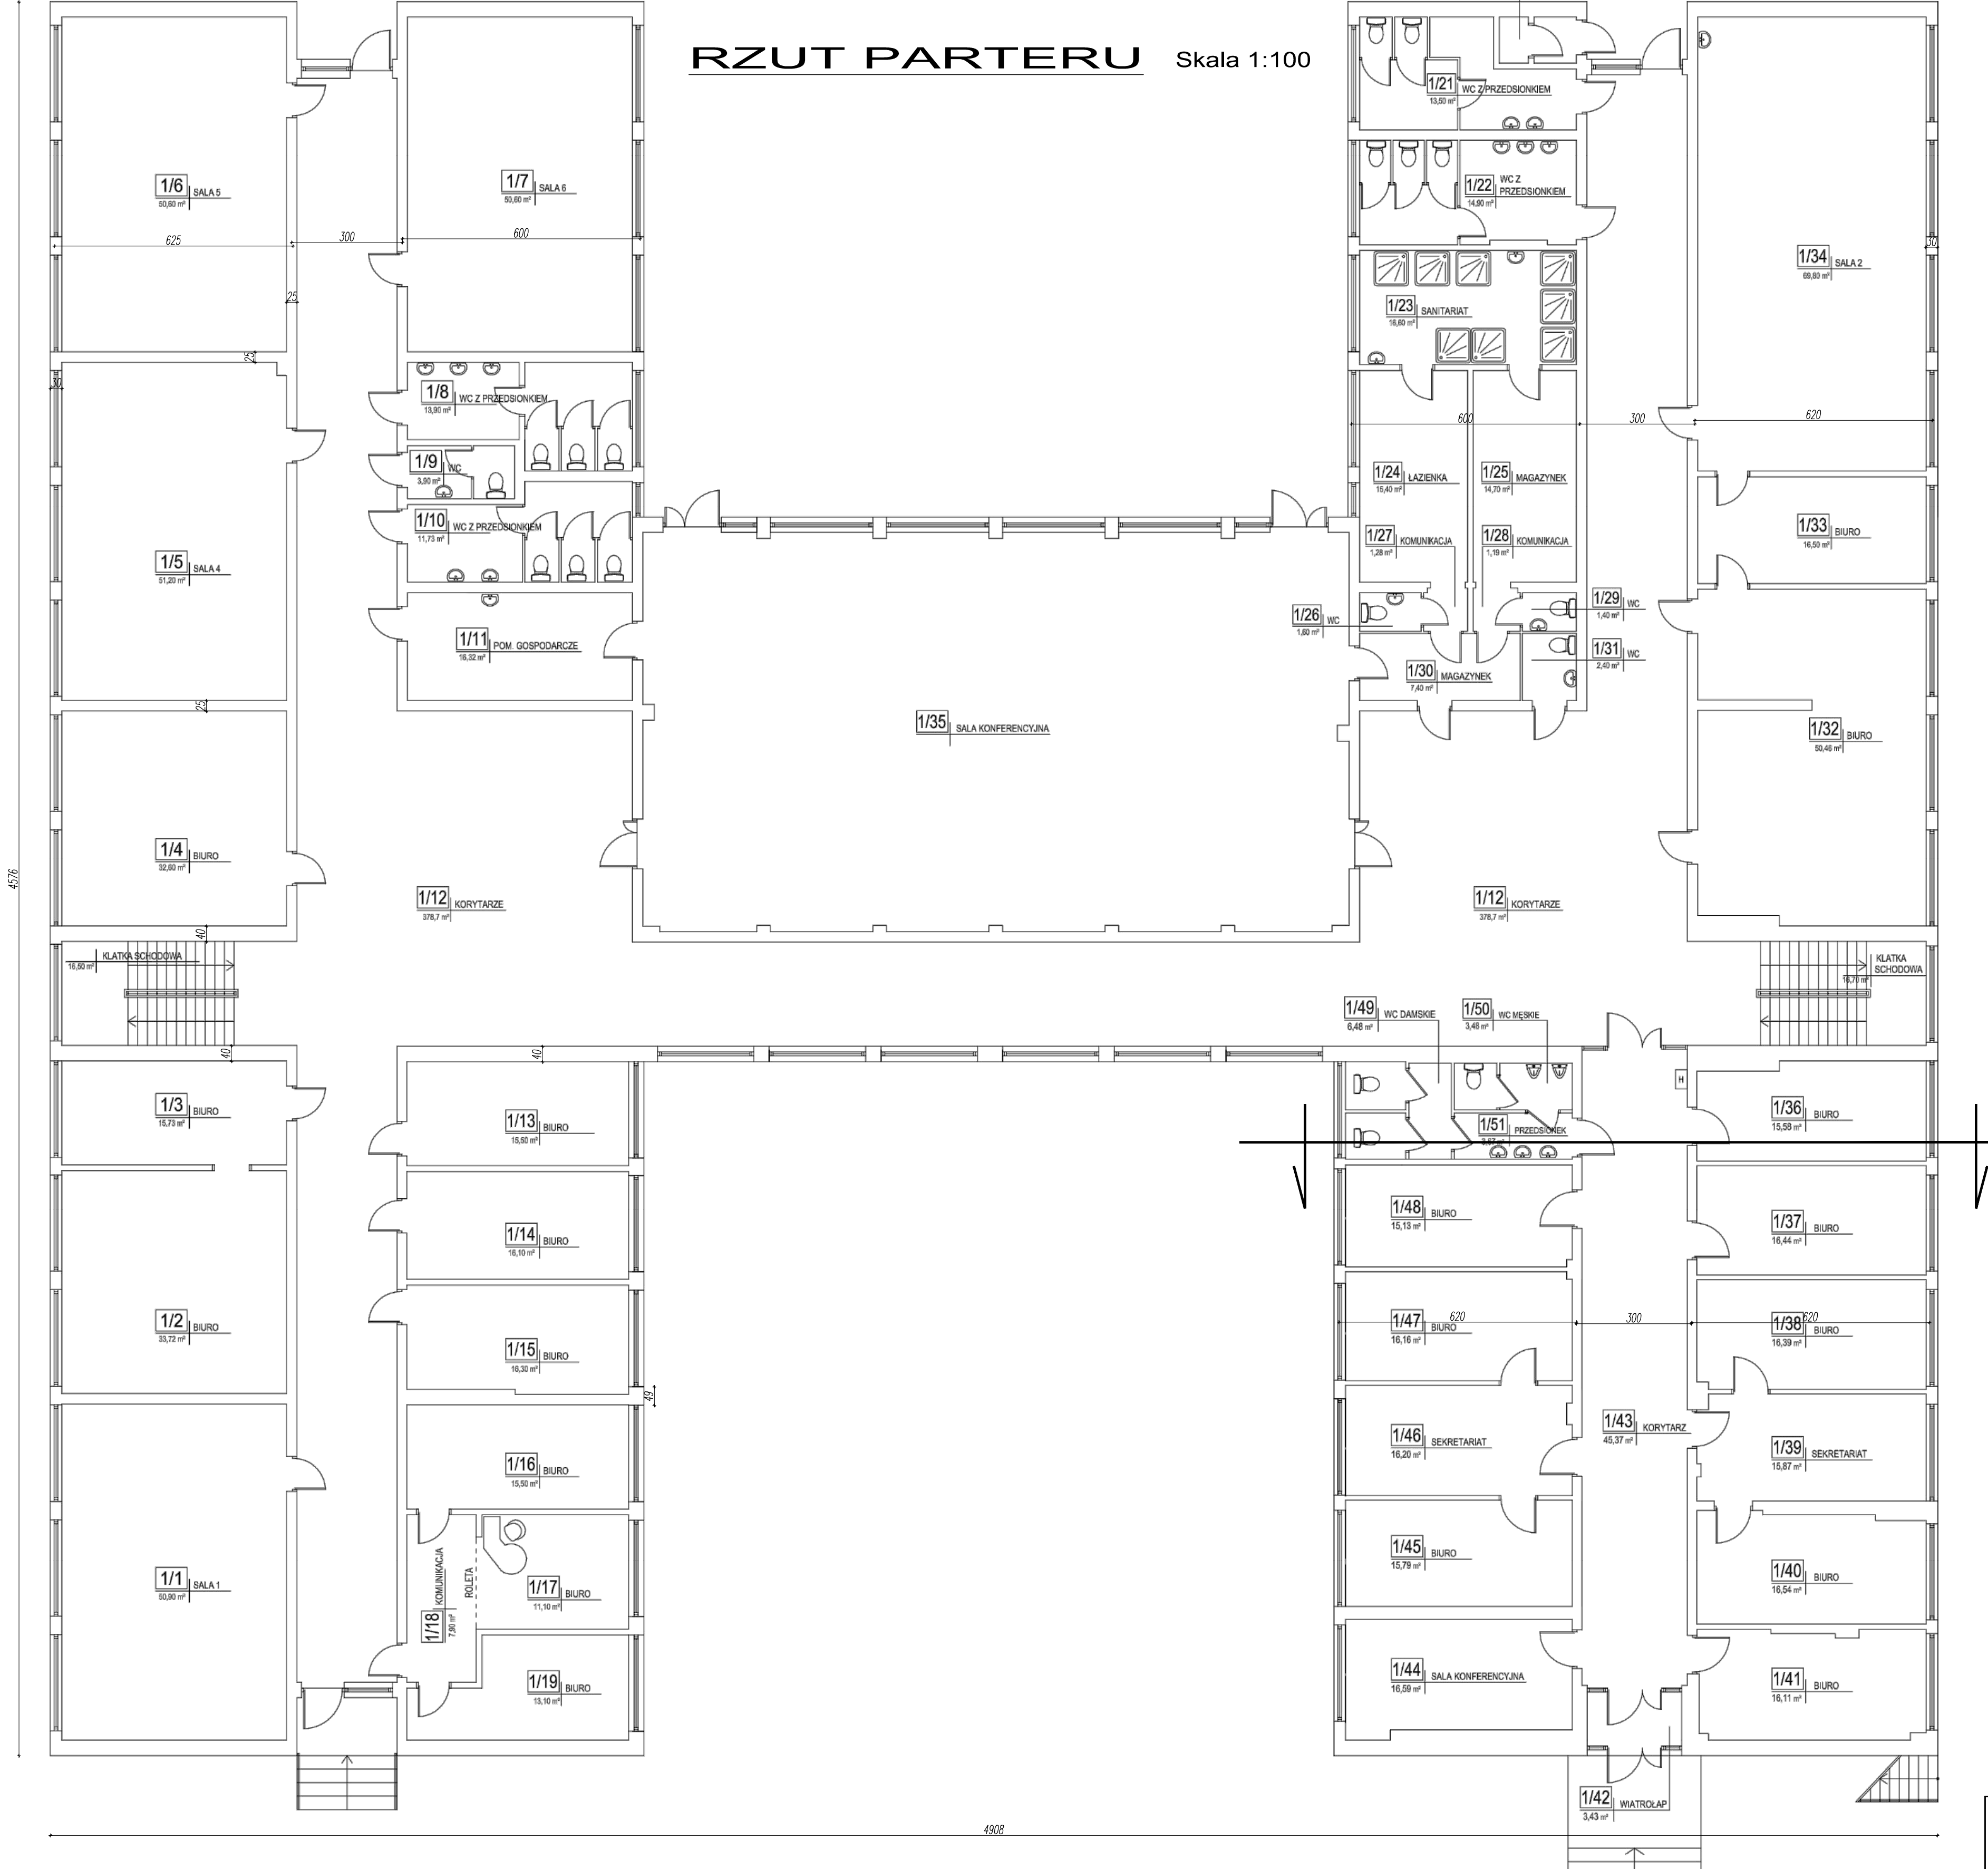 RZUT PARTERU Skala 1:100
1/6 SALA 5
50,60 m²
1/7 SALA 6
50,60 m²
1/21 WC Z PRZEDSIONKIEM
13,50 m²
1/22 WC Z
PRZEDSIONKIEM
14,90 m²
625
300
600
25
1/34 SALA 2
69,80 m²
30
1/23 SANITARIAT
16,60 m²
25
30
1/8 WC Z PRZEDSIONKIEM
13,90 m²
600
300
620
1/9 WC
3,90 m²
1/24 ŁAZIENKA
15,40 m²
1/25 MAGAZYNEK
14,70 m²
1/10 WC Z PRZEDSIONKIEM
11,73 m²
1/27 KOMUNIKACJA
1,28 m²
1/28 KOMUNIKACJA
1,19 m²
1/33 BIURO
16,50 m²
1/5 SALA 4
51,20 m²
1/29 WC
1,40 m²
1/26 WC
1,60 m²
1/11 POM. GOSPODARCZE
16,32 m²
1/31 WC
2,40 m²
1/30 MAGAZYNEK
7,40 m²
25
1/35 SALA KONFERENCYJNA
1/32 BIURO
50,46 m²
1/4 BIURO
32,60 m²
4576
1/12 KORYTARZE
378,7 m²
1/12 KORYTARZE
378,7 m²
40
KLATKA SCHODOWA
16,50 m²
KLATKA
SCHODOWA
16,70 m²
1/49 WC DAMSKIE
6,48 m²
1/50 WC MĘSKIE
3,48 m²
40
40
H
1/3 BIURO
15,73 m²
1/13 BIURO
15,50 m²
1/51 PRZEDSIONEK
1/36 BIURO
15,58 m²
1/14 BIURO
16,10 m²
1/48 BIURO
15,13 m²
1/37 BIURO
16,44 m²
1/2 BIURO
33,72 m²
1/15 BIURO
16,30 m²
1/47 BIURO
16,16 m²
620
300
620
1/38 BIURO
16,39 m²
49
1/16 BIURO
15,50 m²
1/46 SEKRETARIAT
16,20 m²
1/43 KORYTARZ
45,37 m²
1/39 SEKRETARIAT
15,87 m²
1/1 SALA 1
50,90 m²
1/18 KOMUNIKACJA
7,90 m²
ROLETA
1/17 BIURO
11,10 m²
1/45 BIURO
15,79 m²
1/40 BIURO
16,54 m²
1/19 BIURO
13,10 m²
1/44 SALA KONFERENCYJNA
16,59 m²
1/41 BIURO
16,11 m²
1/42 WIATROŁAP
3,43 m²
4908